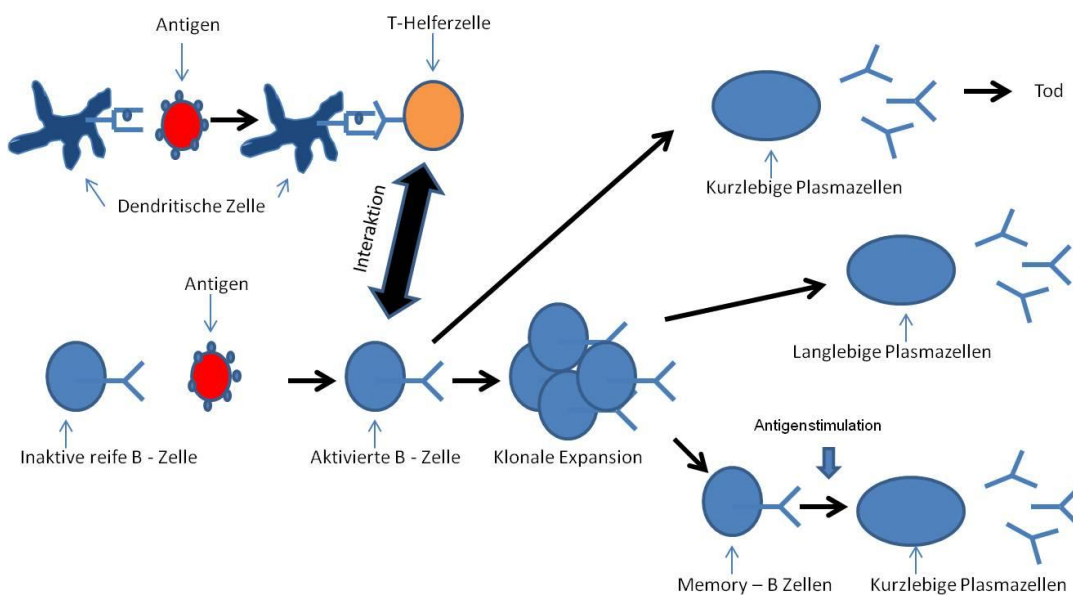 Antigen
T-Helferzelle
Tod
Kurzlebige Plasmazellen
Dendritische Zelle
Interaktion
Antigen
Langlebige Plasmazellen
Antigenstimulation
Inaktive reife B - Zelle
Aktivierte B - Zelle
Klonale Expansion
Memory – B Zellen
Kurzlebige Plasmazellen